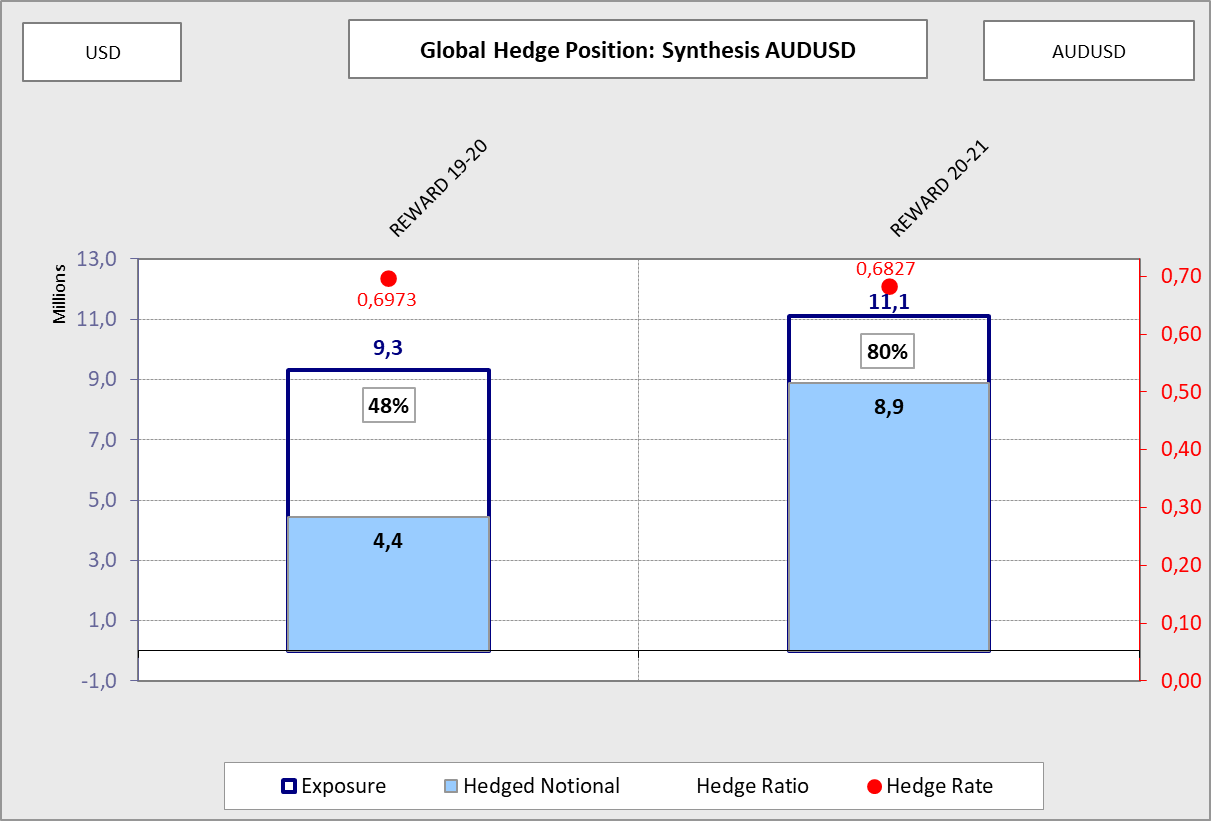 USD
Global Hedge Position: Synthesis AUDUSD
AUDUSD
REWARD 19-20
REWARD 20-21
Millions
13,0
11,0
9,0
7,0
5,0
3,0
1,0
-1,0
0,6973
9,3
48%
4,4
0,6827
11,1
80%
8,9
0,70
0,60
0,50
0,40
0,30
0,20
0,10
0,00
Exposure
Hedged Notional
Hedge Ratio
Hedge Rate